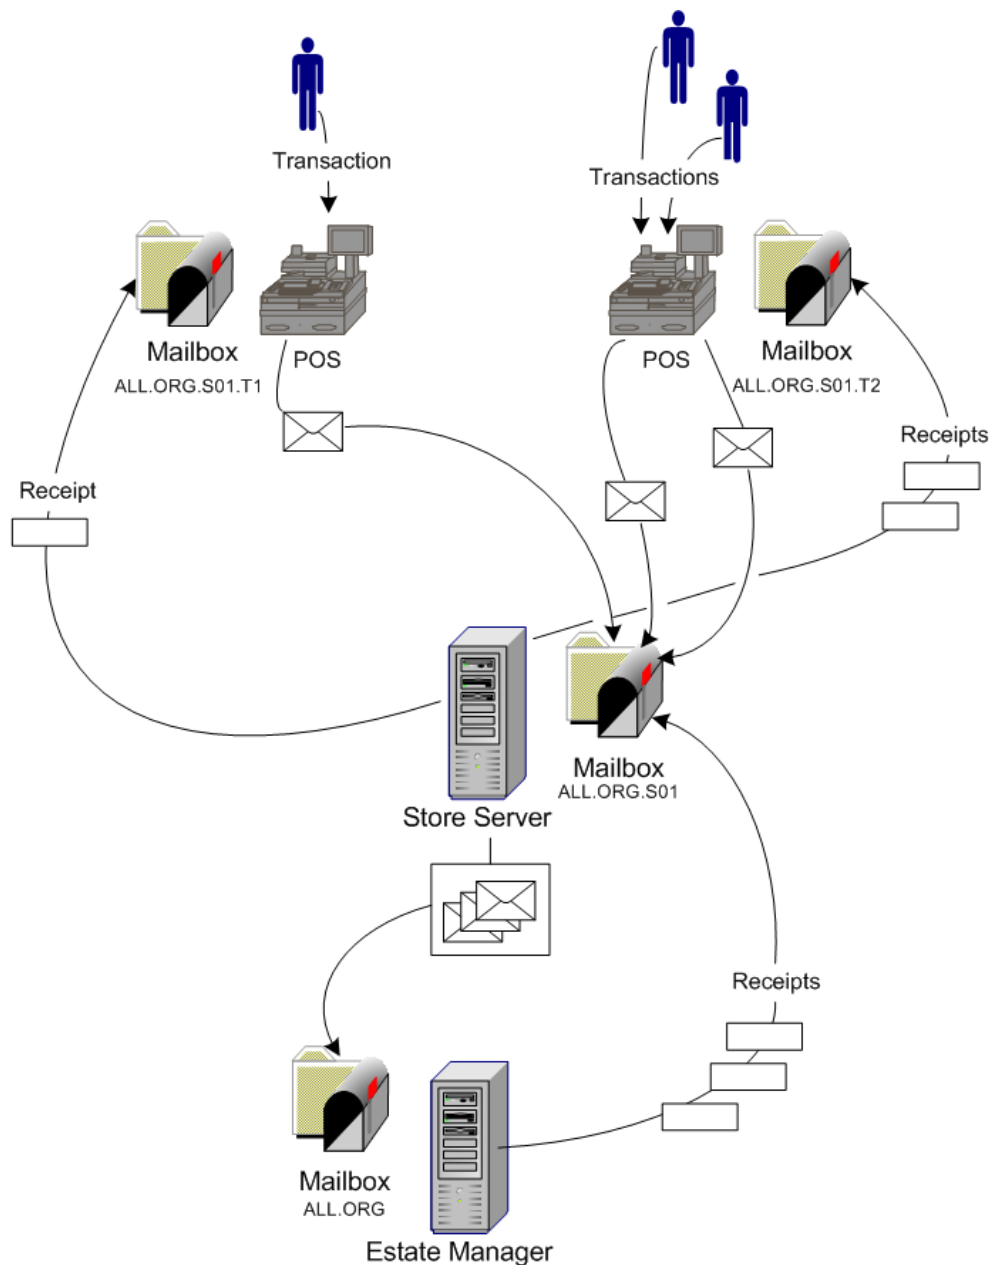 Transaction
Transactions
Mailbox
ALL.ORG.S01.T1
POS
POS
Mailbox
ALL.ORG.S01.T2
Receipts
Receipt
Mailbox
ALL.ORG.S01
Store Server
Receipts
Mailbox
ALL.ORG
Estate Manager